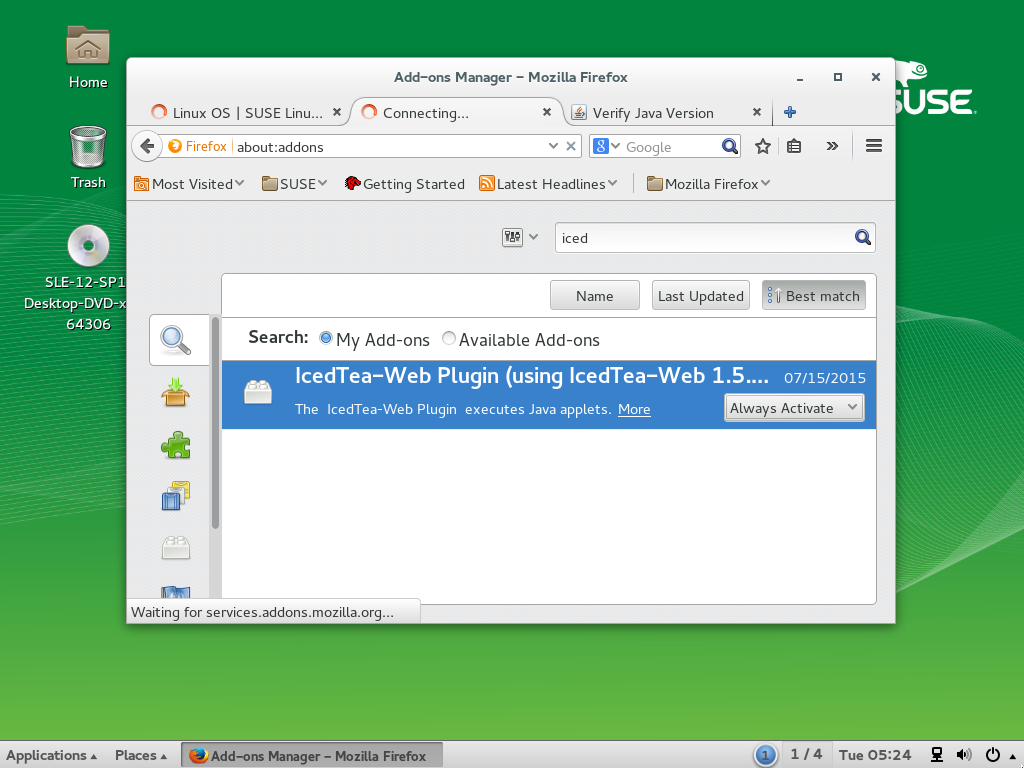 Home
Trash
SLE-12-SP1
Desktop-DVD-x
64306
SUSE
Add-ons Manager - Mozilla Firefox
Linux OS | SUSE Linu...
Connecting...
Verify Java Version
Firefox
about:addons
8
Google
Most Visited
SUSE
Getting Started
Latest Headlines
Mozilla Firefox
iced
Name
Last Updated
Best match
Search:
My Add-ons
Available Add-ons
IcedTea-Web Plugin (using IcedTea-Web 1.5....
07/15/2015
The IcedTea-Web Plugin executes Java applets. More
Always Activate
Waiting for services.addons.mozilla.org...
Applications
Places
Add-ons Manager - Mozilla Firefox
1
1 / 4
Tue 05:24